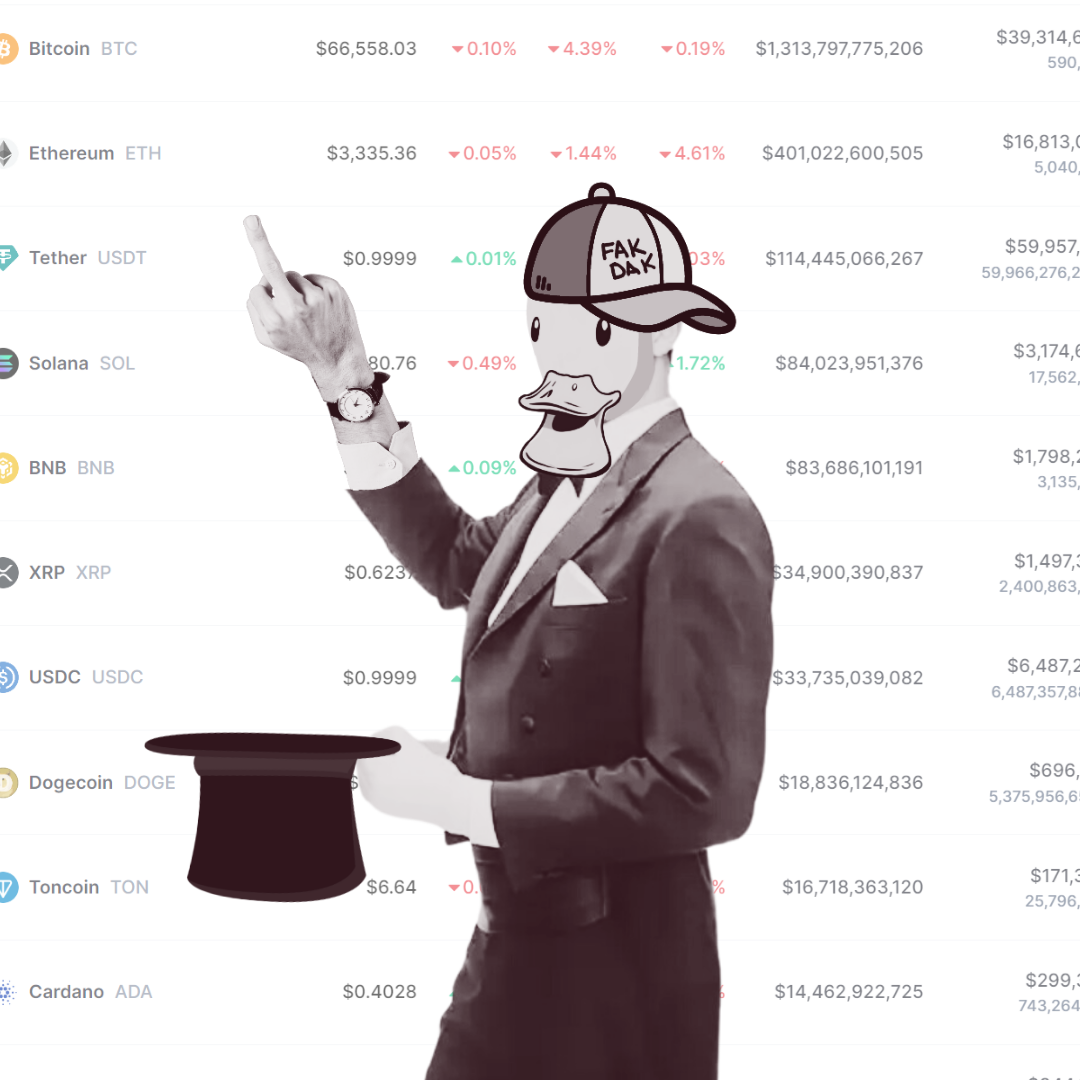 Bitcoin BTC $66,558.03 0.10% 4.39% 0.19% $1,313,797,775,206 $39,314,6
590,
Ethereum ETH $3,335.36 0.05% 1.44% 4.61% $401,022,600,505 $16,813,0
5,040,
FAK
DAK
Tether USDT $0.9999 0.01% 03% $114,445,066,267 $59,957,
59,966,276,2
Solana SOL 80.76 0.49% 1.72% $84,023,951,376 $3,174,6
17,562,
BNB BNB 0.09% $83,686,101,191 $1,798,2
3,135,
XRP XRP $0.623 $34,900,390,837 $1,497,3
2,400,863,
USDC USDC $0.9999 $33,735,039,082 $6,487,2
6,487,357,88
Dogecoin DOGE $ $18,836,124,836 $696,
5,375,956,65
Toncoin TON $6.64 0. % $16,718,363,120 $171,3
25,796,
Cardano ADA $0.4028 % $14,462,922,725 $299,3
743,264